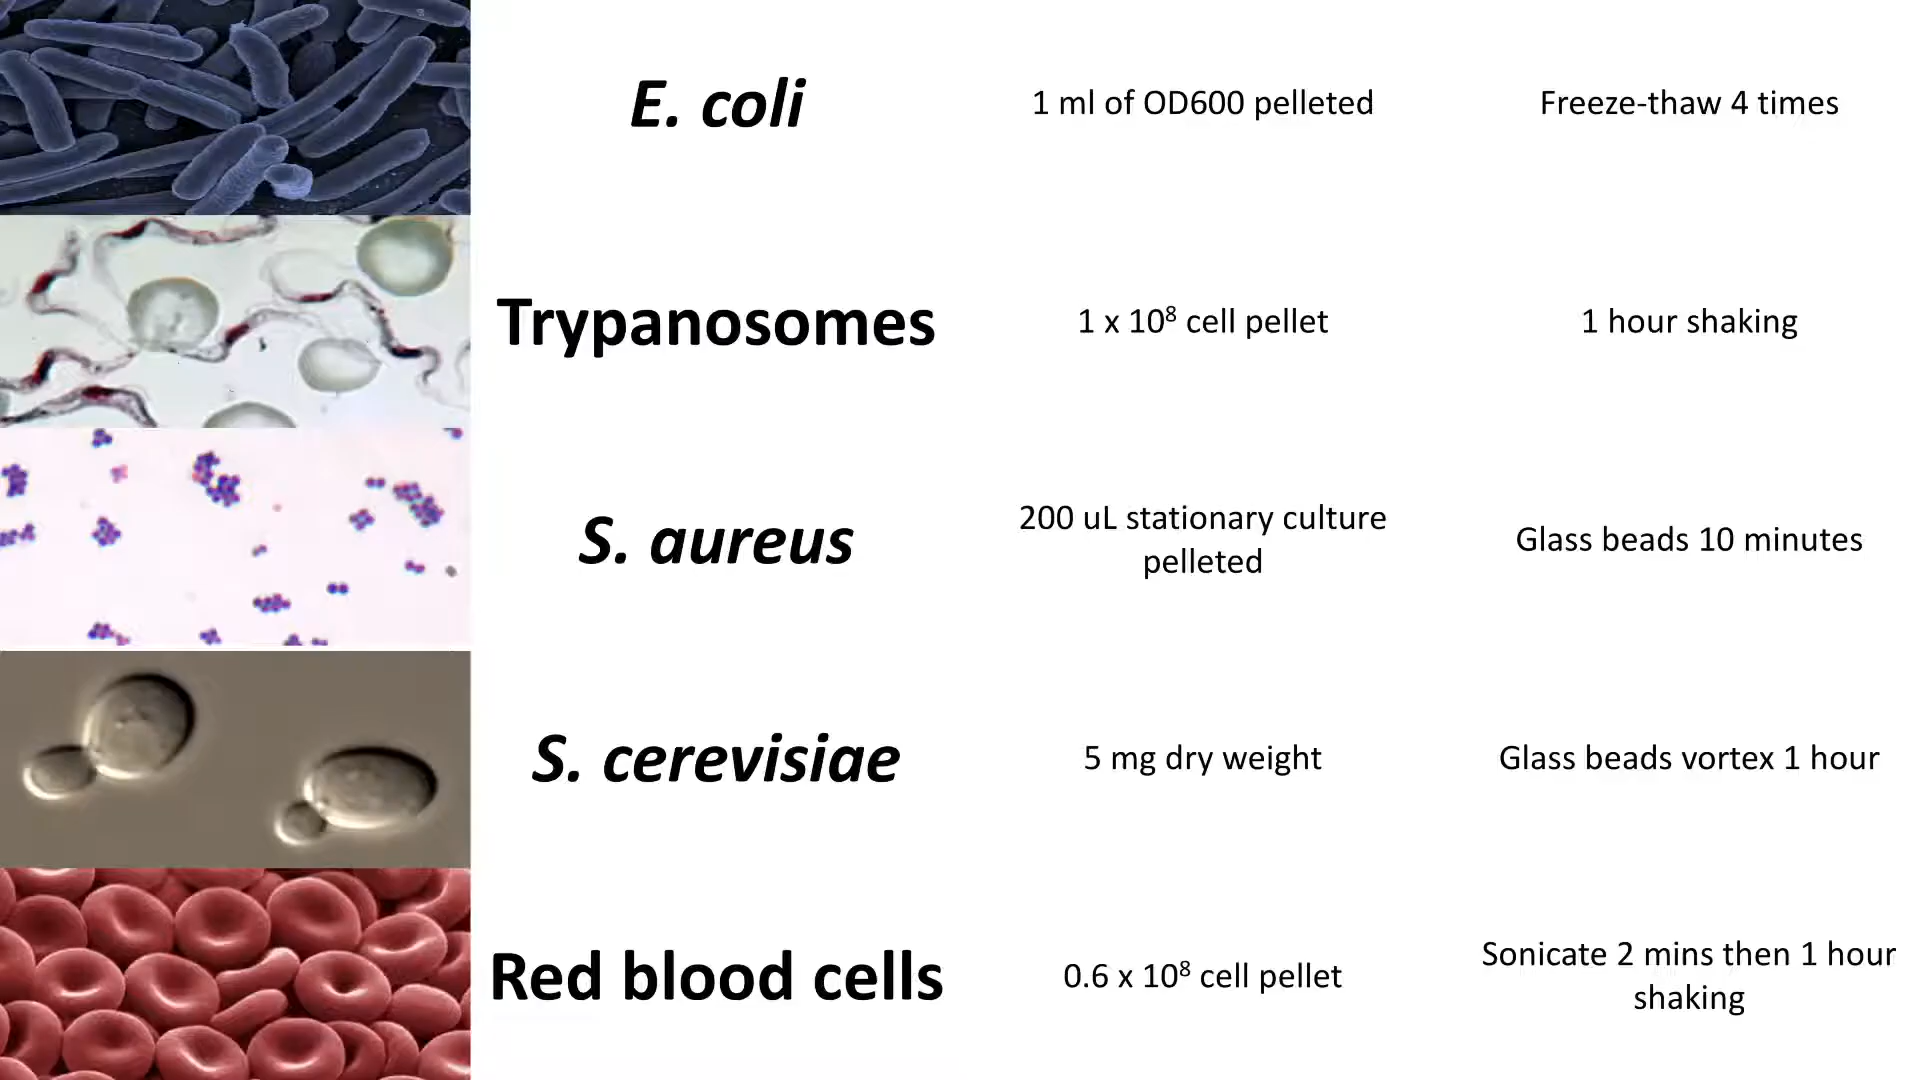 E. coli
1 ml of OD600 pelleted
Freeze-thaw 4 times
Trypanosomes
1 x 10⁸ cell pellet
1 hour shaking
S. aureus
200 uL stationary culture
pelleted
Glass beads 10 minutes
S. cerevisiae
5 mg dry weight
Glass beads vortex 1 hour
Red blood cells
0.6 x 10⁸ cell pellet
Sonicate 2 mins then 1 hour
shaking